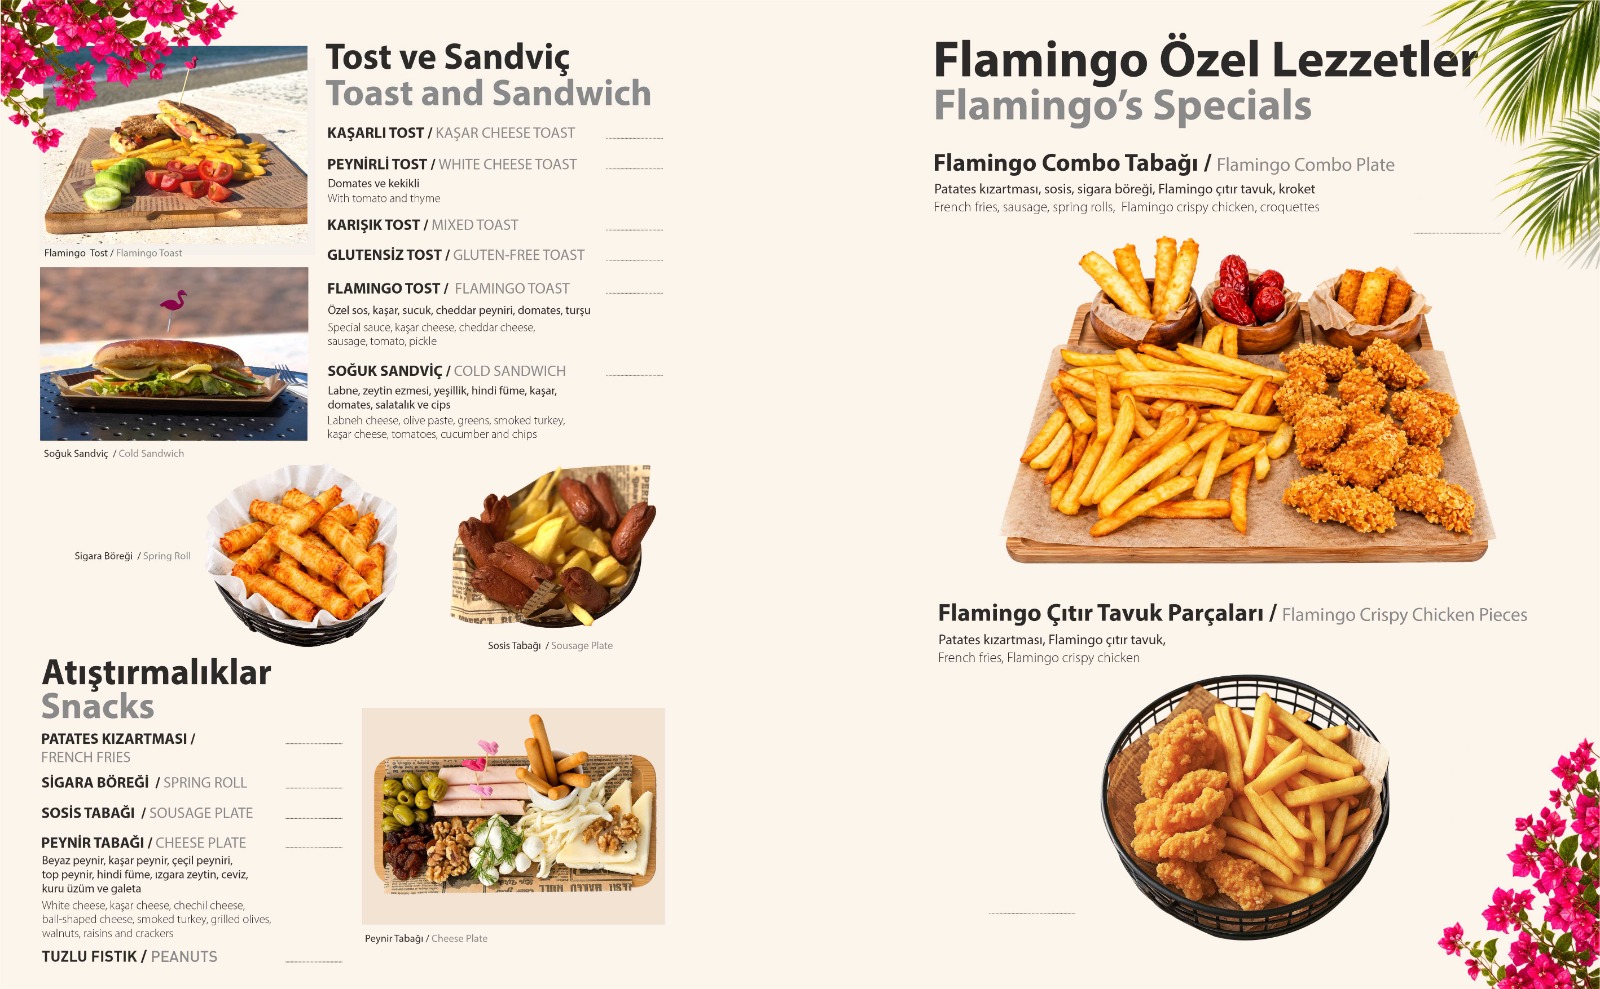 Tost ve Sandviç
Toast and Sandwich
KAŞARLI TOST / KAŞAR CHEESE TOAST
PEYNİRLİ TOST / WHITE CHEESE TOAST
Domates ve kekikli
With tomato and thyme
KARIŞIK TOST / MIXED TOAST
GLUTENSİZ TOST / GLUTEN-FREE TOAST
FLAMINGO TOST / FLAMINGO TOAST
Özel sos, kaşar, sucuk, cheddar peyniri, domates, turşu
Special sauce, kaşar cheese, cheddar cheese,
sausage, tomato, pickle
SOĞUK SANDVİÇ / COLD SANDWICH
Labne, zeytin ezmesi, yeşillik, hindi füme, kaşar,
domates, salatalık ve cips
Labneh cheese, olive paste, greens, smoked turkey,
kaşar cheese, tomatoes, cucumber and chips
Flamingo Tost / Flamingo Toast
Soğuk Sandviç / Cold Sandwich
Sigara Böreği / Spring Roll
Sosis Tabağı / Sousage Plate
Atıştırmalıklar
Snacks
PATATES KIZARTMASI /
FRENCH FRIES
SİGARA BÖREĞİ / SPRING ROLL
SOSİS TABAĞI / SOUSAGE PLATE
PEYNİR TABAĞI / CHEESE PLATE
Beyaz peynir, kaşar peynir, çeçil peyniri,
top peynir, hindi füme, ızgara zeytin, ceviz,
kuru üzüm ve galeta
White cheese, kaşar cheese, chechil cheese,
ball-shaped cheese, smoked turkey, grilled olives,
walnuts, raisins and crackers
TUZLU FISTIK / PEANUTS
Peynir Tabağı / Cheese Plate
Flamingo Özel Lezzetler
Flamingo's Specials
Flamingo Combo Tabağı / Flamingo Combo Plate
Patates kızartması, sosis, sigara böreği, Flamingo çıtır tavuk, kroket
French fries, sausage, spring rolls, Flamingo crispy chicken, croquettes
Flamingo Çıtır Tavuk Parçaları / Flamingo Crispy Chicken Pieces
Patates kızartması, Flamingo çıtır tavuk,
French fries, Flamingo crispy chicken